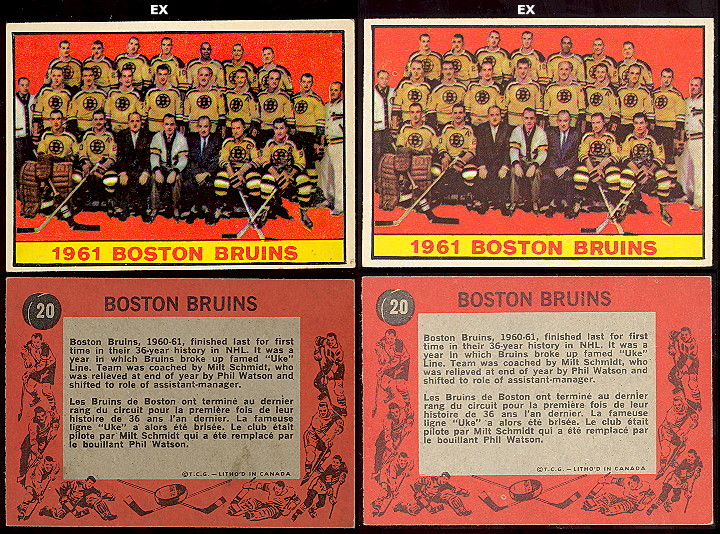 EX
EX
1961 BOSTON BRUINS
1961 BOSTON BRUINS
20
BOSTON BRUINS
Boston Bruins, 1960-61, finished last for first
time in their 36-year history in NHL. It was a
year in which Bruins broke up famed "Uke"
Line. Team was coached by Milt Schmidt, who
was relieved at end of year by Phil Watson and
shifted to role of assistant-manager.
Les Bruins de Boston ont terminé au dernier
rang du circuit pour la première fois de leur
histoire de 36 ans l'an dernier. La fameuse
ligne "Uke" a alors été brisée. Le club était
pilote par Milt Schmidt qui a été remplacé par
le bouillant Phil Watson.
©T.C.G.—LITHO'D IN CANADA
20
BOSTON BRUINS
Boston Bruins, 1960-61, finished last for first
time in their 36-year history in NHL. It was a
year in which Bruins broke up famed "Uke"
Line. Team was coached by Milt Schmidt, who
was relieved at end of year by Phil Watson and
shifted to role of assistant-manager.
Les Bruins de Boston ont terminé au dernier
rang du circuit pour la première fois de leur
histoire de 36 ans l'an dernier. La fameuse
ligne "Uke" a alors été brisée. Le club était
pilote par Milt Schmidt qui a été remplacé par
le bouillant Phil Watson.
©T.C.G.—LITHO'D IN CANADA